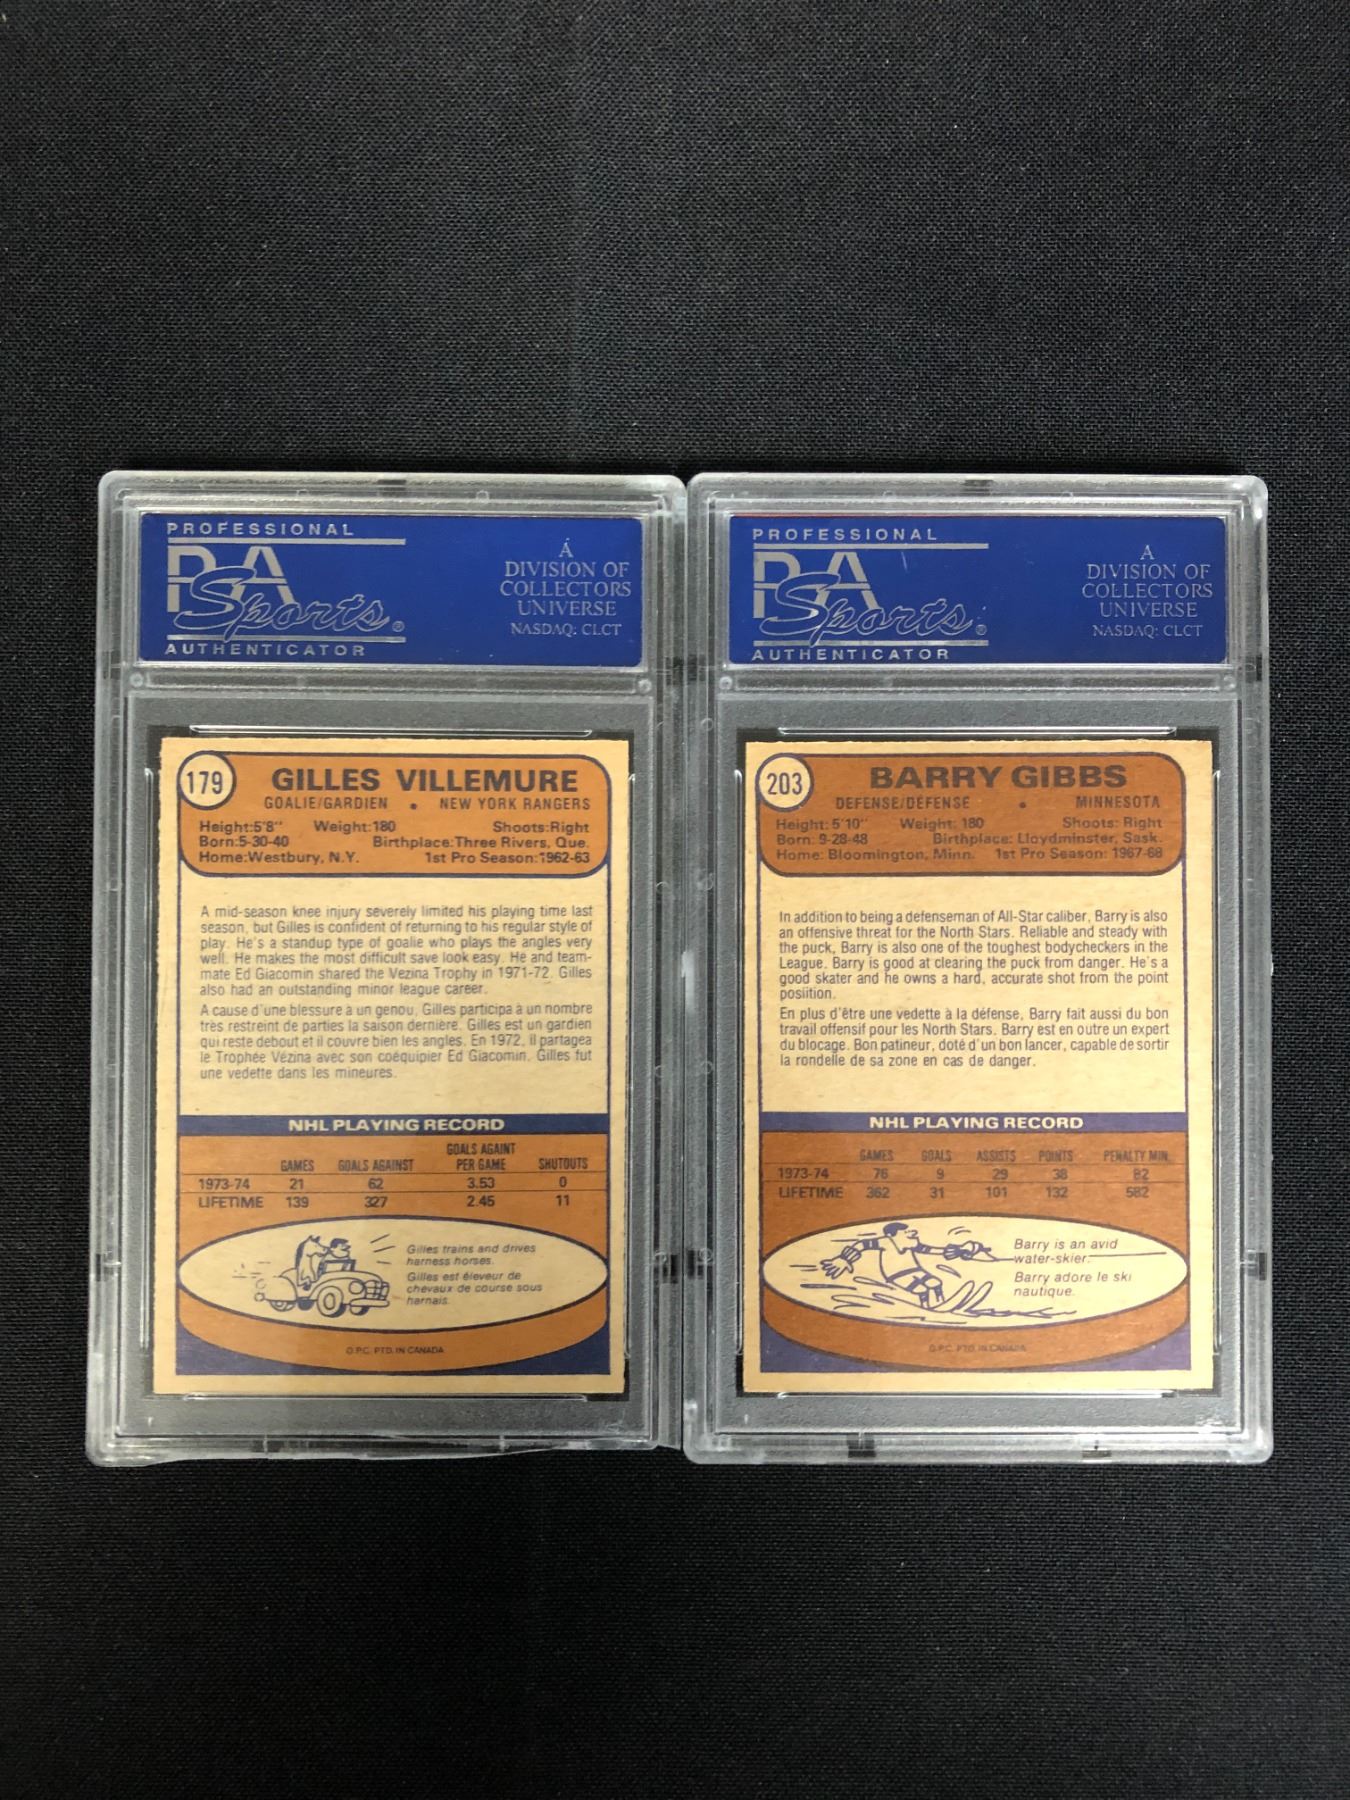 PROFESSIONAL
PSA
Sports®
AUTHENTICATOR
A
DIVISION OF
COLLECTORS
UNIVERSE
NASDAQ: CLCT
179
GILLES VILLEMURE
GOALIE/GARDIEN • NEW YORK RANGERS
Height:5'8" Weight:180 Shoots:Right
Born:5-30-40 Birthplace:Three Rivers, Que.
Home:Westbury, N.Y. 1st Pro Season:1962-63
A mid-season knee injury severely limited his playing time last
season, but Gilles is confident of returning to his regular style of
play. He's a standup type of goalie who plays the angles very
well. He makes the most difficult save look easy. He and team-
mate Ed Giacomin shared the Vezina Trophy in 1971-72. Gilles
also had an outstanding minor league career.
A cause d'une blessure à un genou, Gilles participa à un nombre
très restreint de parties la saison dernière. Gilles est un gardien
qui reste debout et il couvre bien les angles. En 1972, il partagea
le Trophée Vézina avec son coéquipier Ed Giacomin. Gilles fut
une vedette dans les mineures.
NHL PLAYING RECORD
GAMES GOALS AGAINST GOALS AGAINT PER GAME SHUTOUTS
1973-74 21 62 3.53 0
LIFETIME 139 327 2.45 11
Gilles trains and drives
harness horses.
Gilles est éleveur de
chevaux de course sous
harnais.
O.P.C. PTD. IN CANADA
PROFESSIONAL
PSA
Sports®
AUTHENTICATOR
A
DIVISION OF
COLLECTORS
UNIVERSE
NASDAQ: CLCT
203
BARRY GIBBS
DEFENSE/DÉFENSE • MINNESOTA
Height: 5'10" Weight: 180 Shoots: Right
Born: 9-28-48 Birthplace: Lloydminster, Sask.
Home: Bloomington, Minn. 1st Pro Season: 1967-68
In addition to being a defenseman of All-Star caliber, Barry is also
an offensive threat for the North Stars. Reliable and steady with
the puck, Barry is also one of the toughest bodycheckers in the
League. Barry is good at clearing the puck from danger. He's a
good skater and he owns a hard, accurate shot from the point
posiition.
En plus d'être une vedette à la défense, Barry fait aussi du bon
travail offensif pour les North Stars. Barry est en outre un expert
du blocage. Bon patineur, doté d'un bon lancer, capable de sortir
la rondelle de sa zone en cas de danger.
NHL PLAYING RECORD
GAMES GOALS ASSISTS POINTS PENALTY MIN.
1973-74 76 9 29 38 82
LIFETIME 362 31 101 132 582
Barry is an avid
water-skier.
Barry adore le ski
nautique.
O.P.C. PTD. IN CANADA